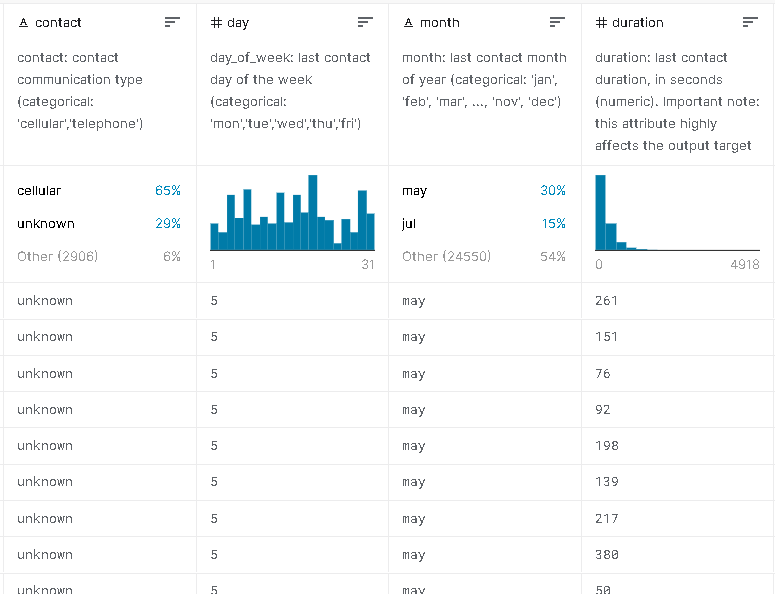 contact
day
month
duration
contact: contact
communication type
(categorical:
'cellular','telephone')
day_of_week: last contact
day of the week
(categorical:
'mon','tue','wed','thu','fri')
month: last contact month
of year (categorical: 'jan',
'feb', 'mar', ..., 'nov', 'dec')
duration: last contact
duration, in seconds
(numeric). Important note:
this attribute highly
affects the output target
cellular 65%
unknown 29%
Other (2906) 6%
1 31
may 30%
jul 15%
Other (24550) 54%
0 4918
unknown 5 may 261
unknown 5 may 151
unknown 5 may 76
unknown 5 may 92
unknown 5 may 198
unknown 5 may 139
unknown 5 may 217
unknown 5 may 380
unknown 5 may 50